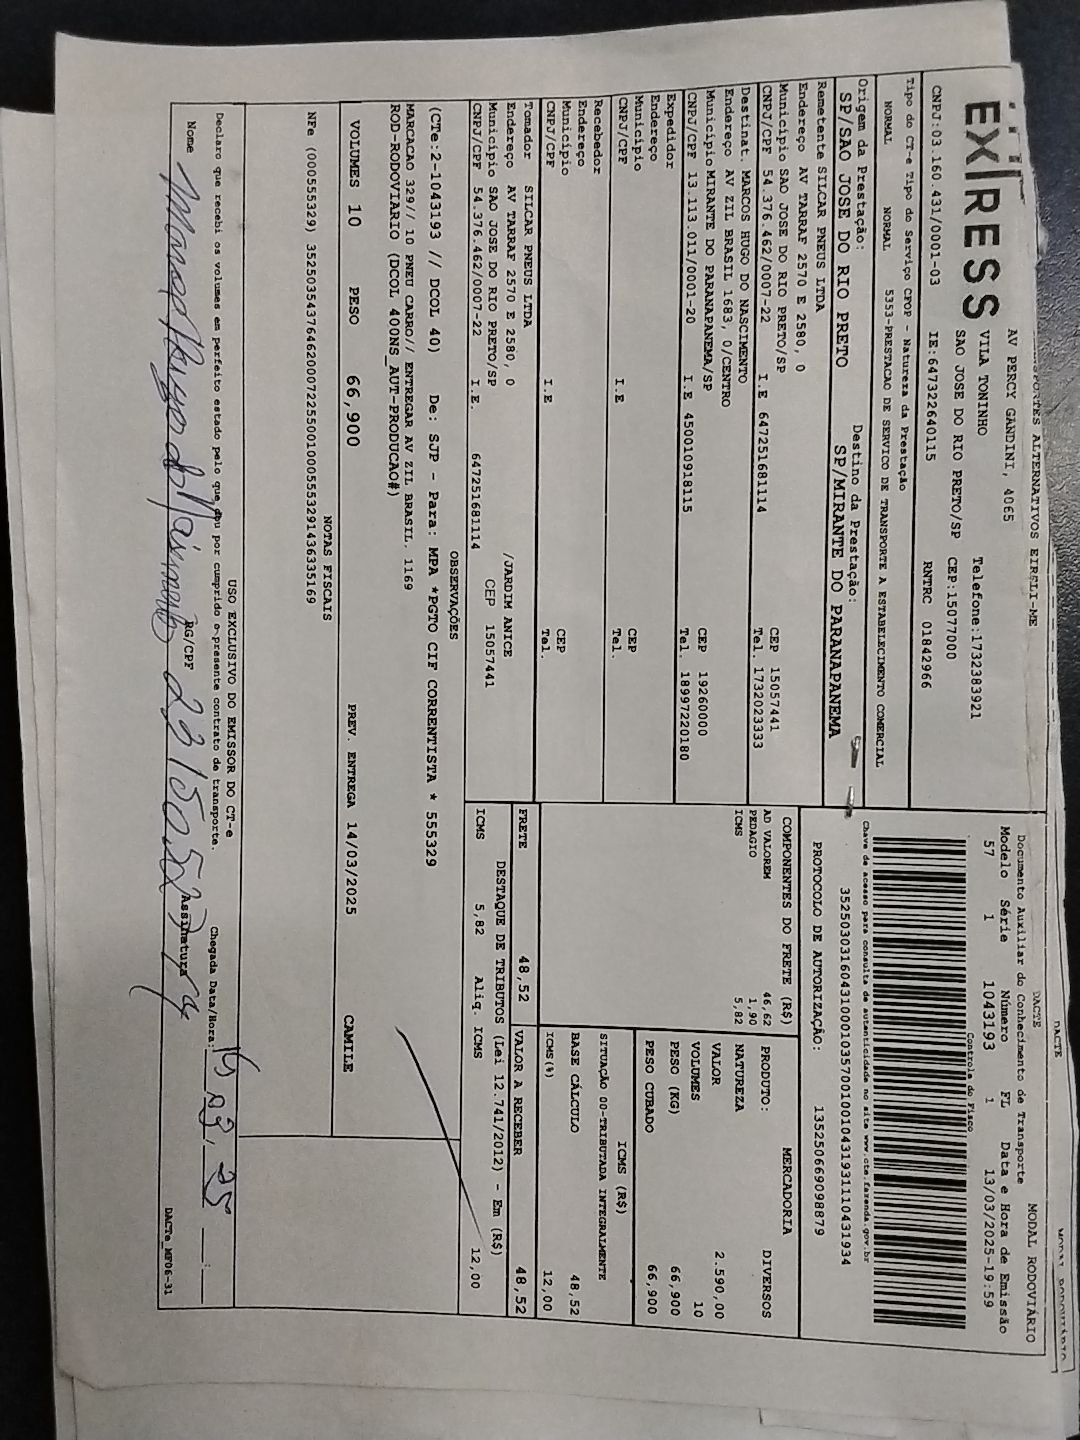 EXPRESS
SPORTES ALTERNATIVOS EIRELI-ME
AV PERCY GANDINI, 4065
VILA TONINHO Telefone:1732383921
SAO JOSE DO RIO PRETO/SP CEP:15077000
CNPJ:03.160.431/0001-03 IE:647322640115 RNTRC 01842966
Tipo do CT-e Tipo do Serviço CFOP - Natureza da Prestação
NORMAL NORMAL 5353-PRESTACAO DE SERVICO DE TRANSPORTE A ESTABELECIMENTO COMERCIAL
Origem da Prestação: Destino da Prestação:
SP/SAO JOSE DO RIO PRETO SP/MIRANTE DO PARANAPANEMA
Remetente SILCAR PNEUS LTDA
Endereço AV TARRAF 2570 E 2580, 0
Município SAO JOSE DO RIO PRETO/SP CEP 15057441
CNPJ/CPF 54.376.462/0007-22 I.E 647251681114 Tel. 1732023333
Destinat. MARCOS HUGO DO NASCIMENTO
Endereço AV ZIL BRASIL 1683, 0/CENTRO
Município MIRANTE DO PARANAPANEMA/SP CEP 19260000
CNPJ/CPF 13.113.011/0001-20 I.E 450010918115 Tel. 18997220180
Expedidor
Endereço
Município CEP
CNPJ/CPF I.E Tel.
Recebedor
Endereço
Município CEP
CNPJ/CPF I.E Tel.
Tomador SILCAR PNEUS LTDA
Endereço AV TARRAF 2570 E 2580, 0 /JARDIM ANICE
Município SAO JOSE DO RIO PRETO/SP CEP 15057441
CNPJ/CPF 54.376.462/0007-22 I.E. 647251681114
DACTE
DACTE MODAL RODOVIÁRIO
Documento Auxiliar do Conhecimento de Transporte
Modelo Série Número FL Data e Hora de Emissão
57 1 1043193 1 13/03/2025-19:59
Controle do Fisco
Chave de acesso para consulta de autenticidade no site www.cte.fazenda.gov.br
35250303160431000103570010010431931110431934
PROTOCOLO DE AUTORIZAÇÃO: 135250669098879
COMPONENTES DO FRETE (R$)
AD VALOREM 46,62
PEDAGIO 1,90
ICMS 5,82
FRETE 48,52
MERCADORIA
PRODUTO: DIVERSOS
NATUREZA
VALOR 2.590,00
VOLUMES 10
PESO (KG) 66,900
PESO CUBADO 66,900
ICMS (R$)
SITUAÇÃO 00-TRIBUTADA INTEGRALMENTE
BASE CÁLCULO 48,52
ICMS(%) 12,00
VALOR A RECEBER 48,52
DESTAQUE DE TRIBUTOS (Lei 12.741/2012) - Em (R$)
ICMS 5,82 Aliq. ICMS 12,00
OBSERVAÇÕES
(CTe:2-1043193 // DCOL 40) De: SJP - Para: MPA *PGTO CIF CORRENTISTA * 555329
MARCACAO 329// 10 PNEU CARRO// ENTREGAR AV ZIL BRASIL, 1169
ROD-RODOVIARIO (DCOL 400NS_AUT-PRODUCAO#)
VOLUMES 10 PESO 66,900 PREV. ENTREGA 14/03/2025 CAMILE
NOTAS FISCAIS
NFe (000555329) 35250354376462000722550010005553291436335169
USO EXCLUSIVO DO EMISSOR DO CT-e
Declaro que recebi os volumes em perfeito estado pelo que dou por cumprido o presente contrato de transporte. Chegada Data/Hora:
Nome Hugo do RG/CPF Assinatura
DACTe_MF06-31